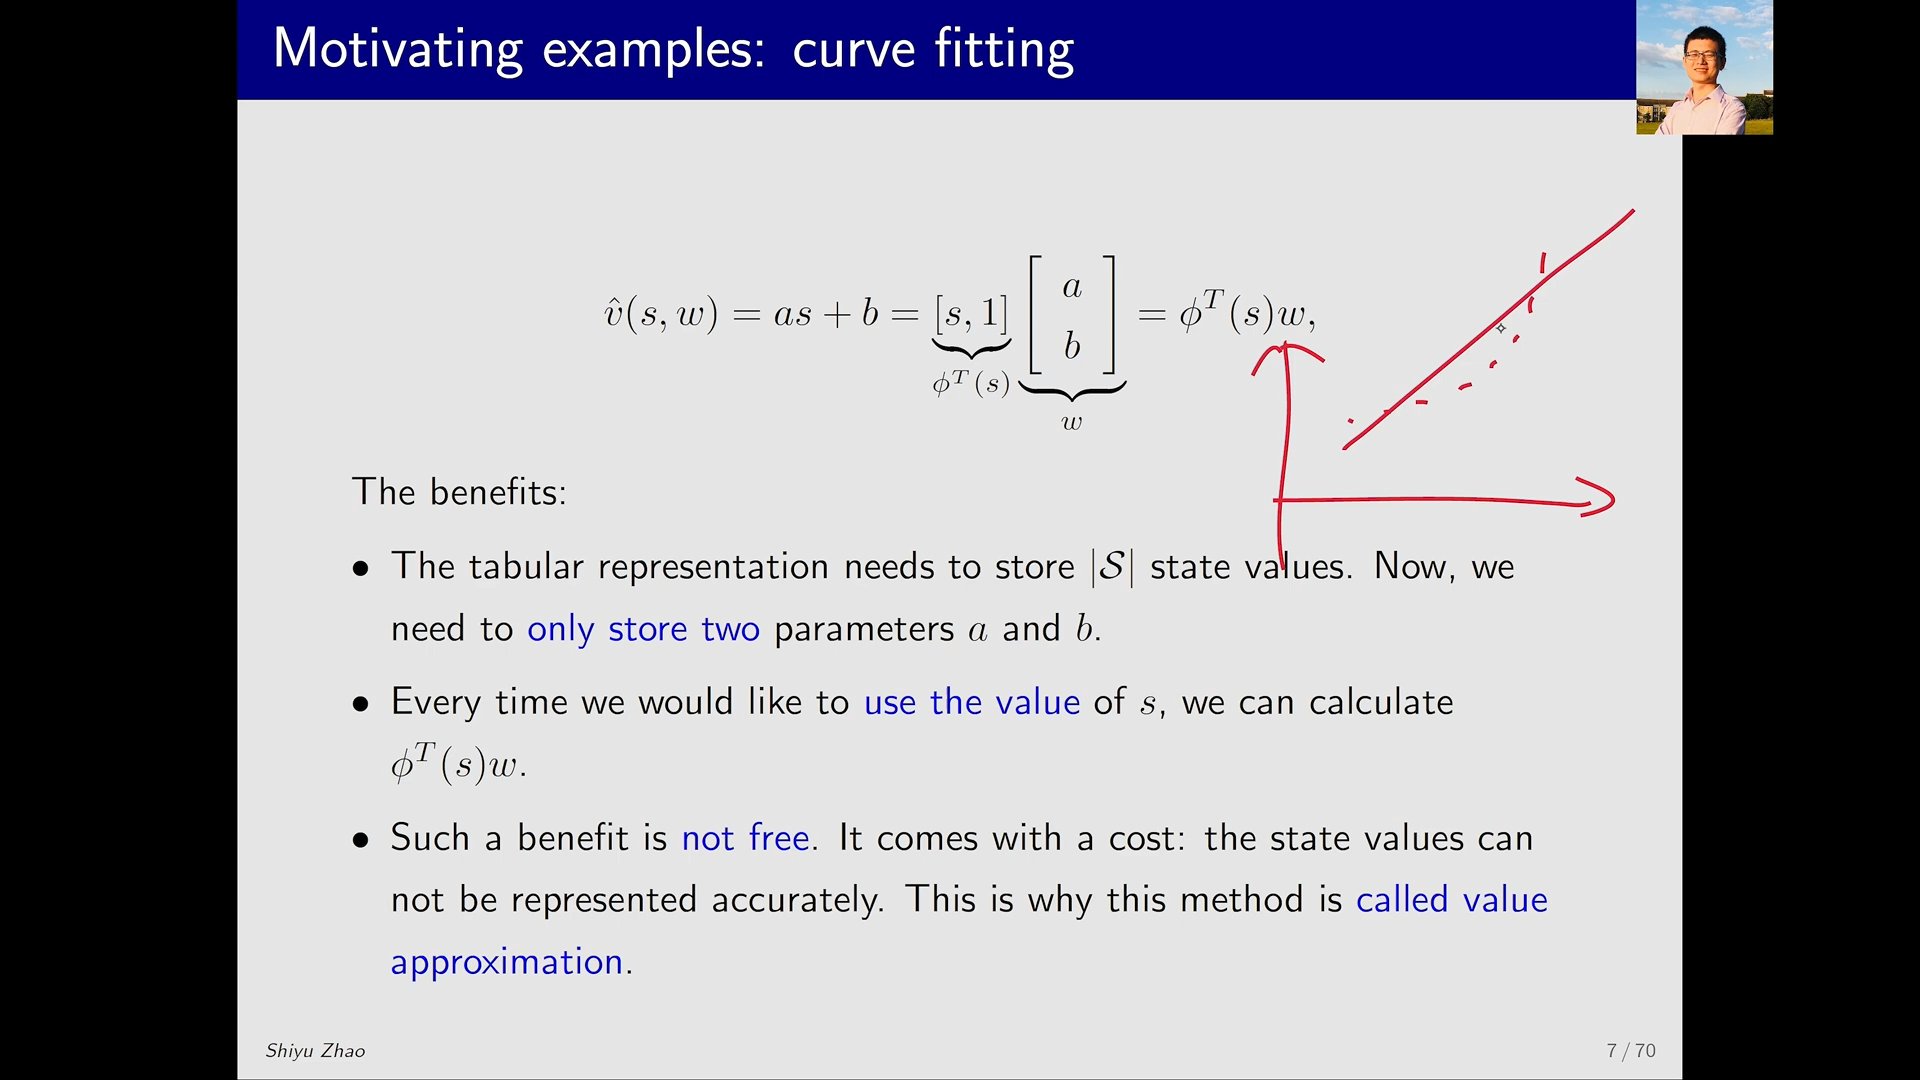 Motivating examples: curve fitting
v̂(s, w) = as + b = [s, 1] [ a b ] = ϕᵀ(s)w,
ϕᵀ(s)
w
The benefits:
• The tabular representation needs to store |𝒮| state values. Now, we
need to only store two parameters a and b.
• Every time we would like to use the value of s, we can calculate
ϕᵀ(s)w.
• Such a benefit is not free. It comes with a cost: the state values can
not be represented accurately. This is why this method is called value
approximation.
Shiyu Zhao
7 / 70